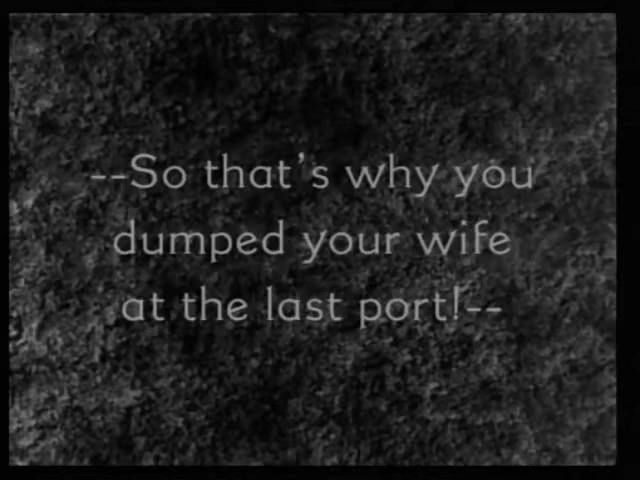 --So that's why you
dumped your wife
at the last port!--